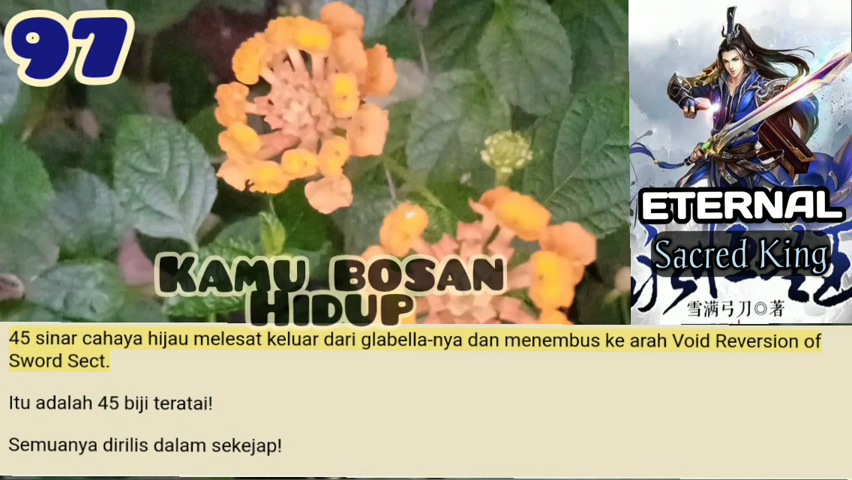 97
ETERNAL
Sacred King
雪满弓刀◎著
KAMU BOSAN
HIDUP
45 sinar cahaya hijau melesat keluar dari glabella-nya dan menembus ke arah Void Reversion of
Sword Sect.
Itu adalah 45 biji teratai!
Semuanya dirilis dalam sekejap!